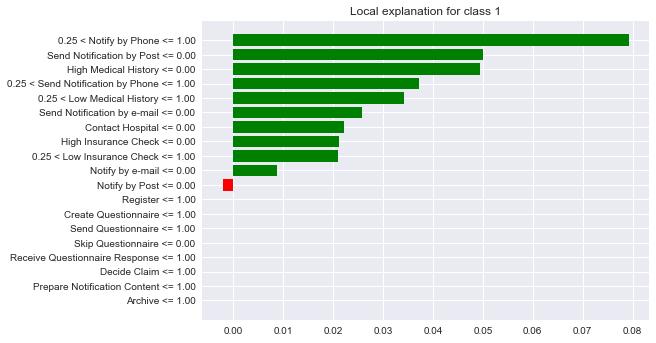 Local explanation for class 1
0.25 < Notify by Phone <= 1.00
Send Notification by Post <= 0.00
High Medical History <= 0.00
0.25 < Send Notification by Phone <= 1.00
0.25 < Low Medical History <= 1.00
Send Notification by e-mail <= 0.00
Contact Hospital <= 0.00
High Insurance Check <= 0.00
0.25 < Low Insurance Check <= 1.00
Notify by e-mail <= 0.00
Notify by Post <= 0.00
Register <= 1.00
Create Questionnaire <= 1.00
Send Questionnaire <= 1.00
Skip Questionnaire <= 0.00
Receive Questionnaire Response <= 1.00
Decide Claim <= 1.00
Prepare Notification Content <= 1.00
Archive <= 1.00
0.00 0.01 0.02 0.03 0.04 0.05 0.06 0.07 0.08